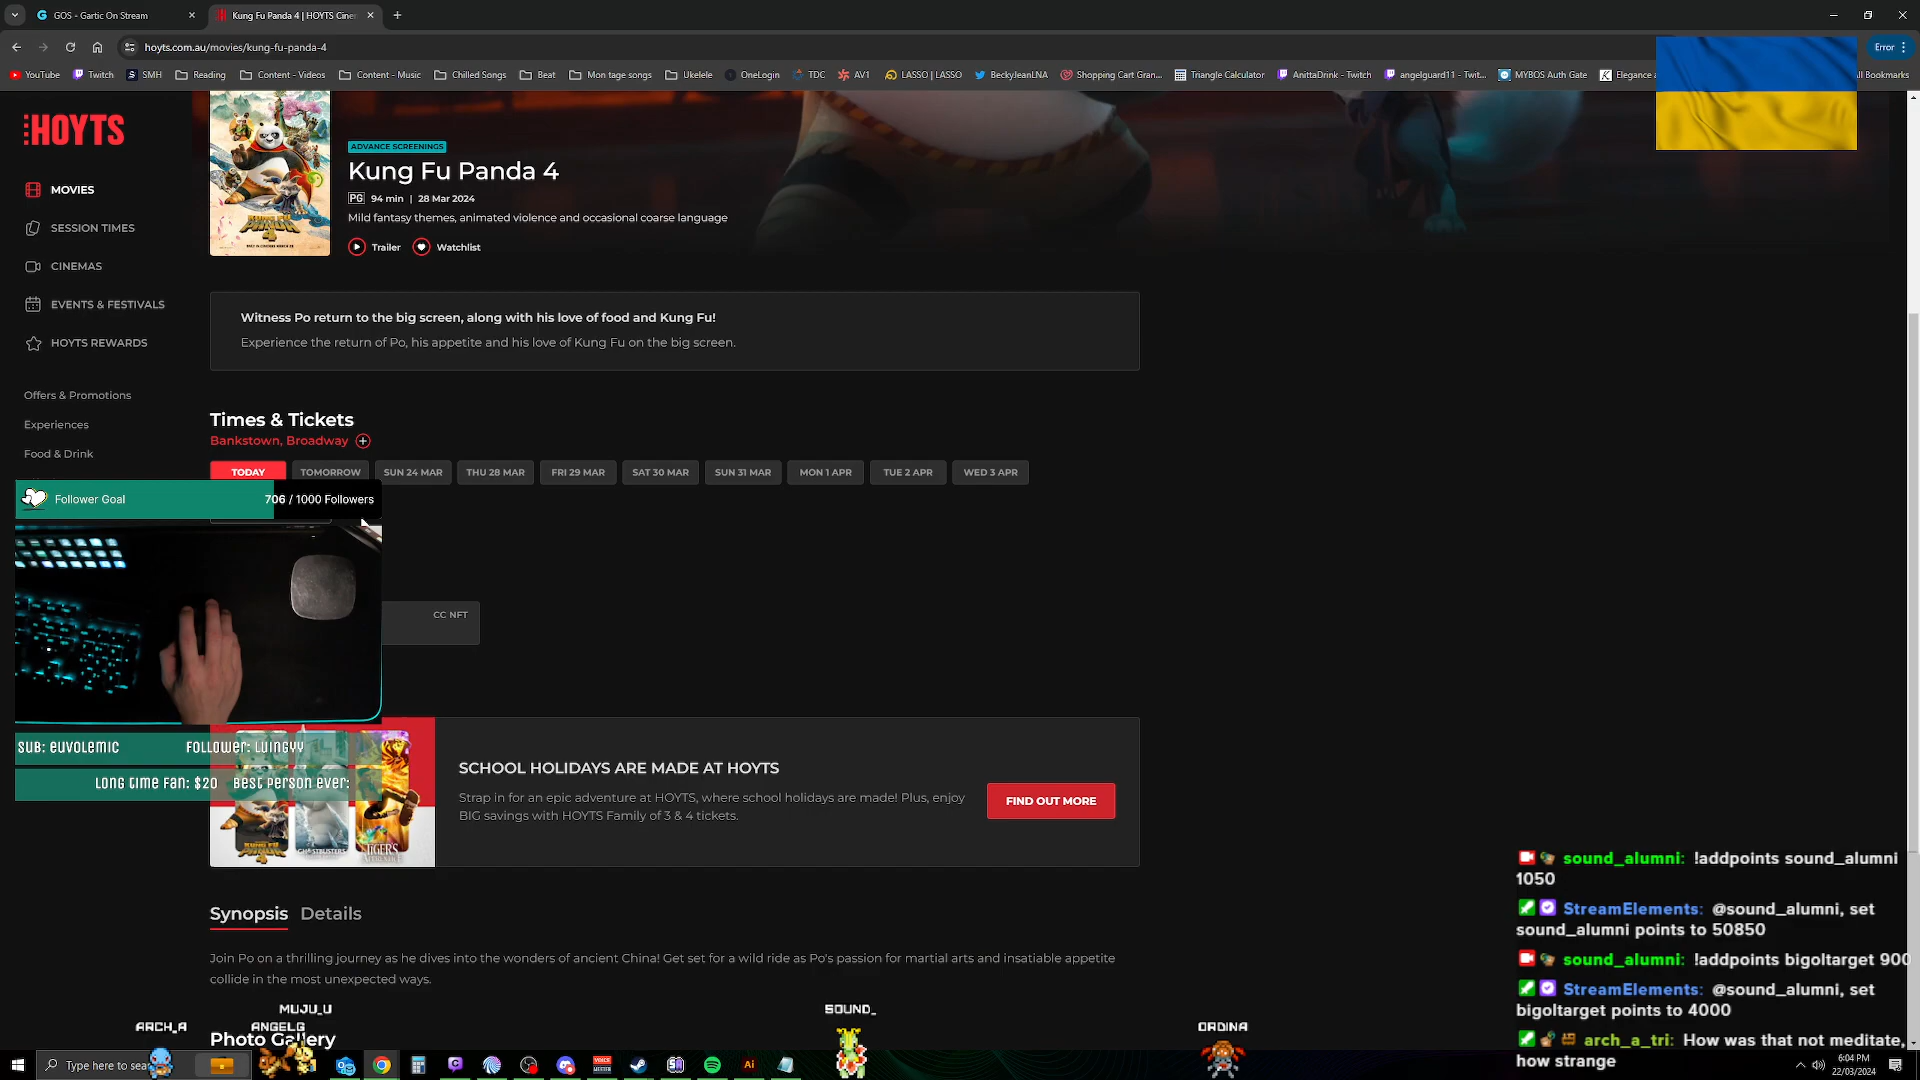 GOS - Gartic On Stream
Kung Fu Panda 4 | HOYTS Cine
hoyts.com.au/movies/kung-fu-panda-4
Error
YouTube
Twitch
SMH
Reading
Content - Videos
Content - Music
Chilled Songs
Beat
Mon tage songs
Ukelele
OneLogin
TDC
AV1
LASSO | LASSO
BeckyJeanLNA
Shopping Cart Gran...
Triangle Calculator
AnittaDrink - Twitch
angelguard11 - Twit...
MYBOS Auth Gate
Elegance
All Bookmarks
HOYTS
MOVIES
SESSION TIMES
CINEMAS
EVENTS & FESTIVALS
HOYTS REWARDS
Offers & Promotions
Experiences
Food & Drink
KUNG FU
PANDA
4
ADVANCE SCREENINGS
Kung Fu Panda 4
PG 94 min | 28 Mar 2024
Mild fantasy themes, animated violence and occasional coarse language
Trailer
Watchlist
Witness Po return to the big screen, along with his love of food and Kung Fu!
Experience the return of Po, his appetite and his love of Kung Fu on the big screen.
Times & Tickets
Bankstown, Broadway
TODAY
TOMORROW
SUN 24 MAR
THU 28 MAR
FRI 29 MAR
SAT 30 MAR
SUN 31 MAR
MON 1 APR
TUE 2 APR
WED 3 APR
Follower Goal
706 / 1000 Followers
CC NFT
Sub: euvolemic
Follower: luingyy
Long time fan: $20
Best person ever:
SCHOOL HOLIDAYS ARE MADE AT HOYTS
Strap in for an epic adventure at HOYTS, where school holidays are made! Plus, enjoy
BIG savings with HOYTS Family of 3 & 4 tickets.
FIND OUT MORE
Synopsis
Details
Join Po on a thrilling journey as he dives into the wonders of ancient China! Get set for a wild ride as Po's passion for martial arts and insatiable appetite
collide in the most unexpected ways.
Photo Gallery
MUJU_U
ARCH_A
ANGELG
SOUND_
ORDINA
sound_alumni: !addpoints sound_alumni
1050
StreamElements: @sound_alumni, set
sound_alumni points to 50850
sound_alumni: !addpoints bigoltarget 900
StreamElements: @sound_alumni, set
bigoltarget points to 4000
arch_a_tri: How was that not meditate,
how strange
Type here to sea
6:04 PM
22/03/2024